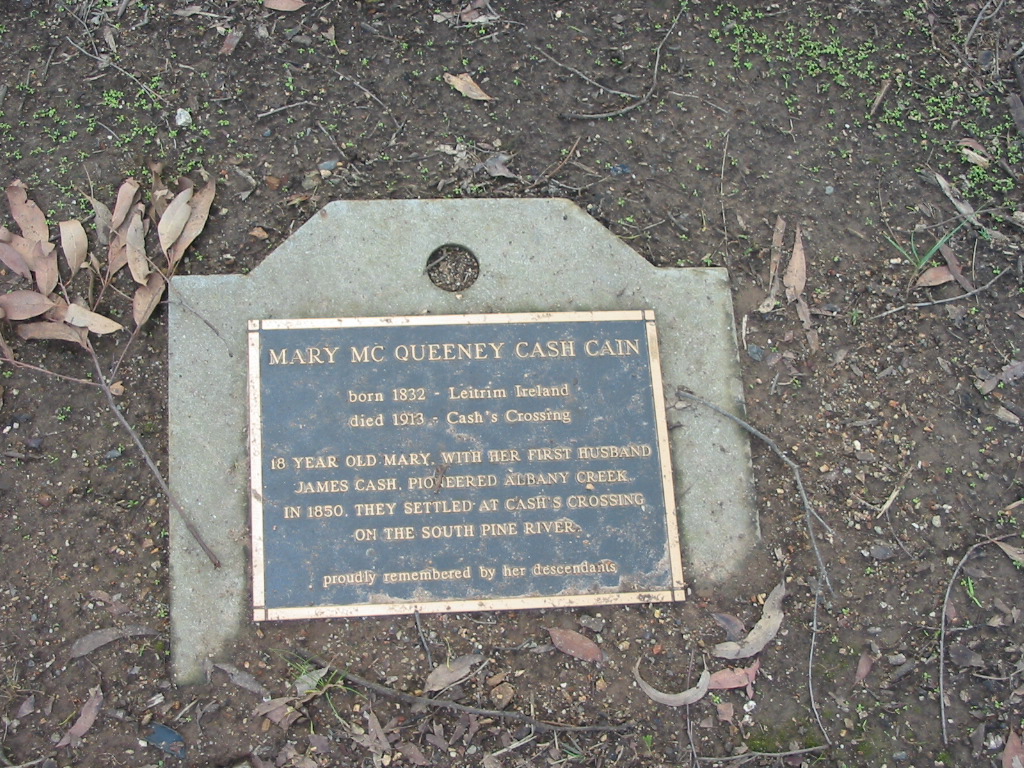 MARY MC QUEENEY CASH CAIN
born 1832 - Leitrim Ireland
died 1913 - Cash's Crossing
18 YEAR OLD MARY, WITH HER FIRST HUSBAND
JAMES CASH, PIONEERED ALBANY CREEK.
IN 1850, THEY SETTLED AT CASH'S CROSSING
ON THE SOUTH PINE RIVER.
proudly remembered by her descendants